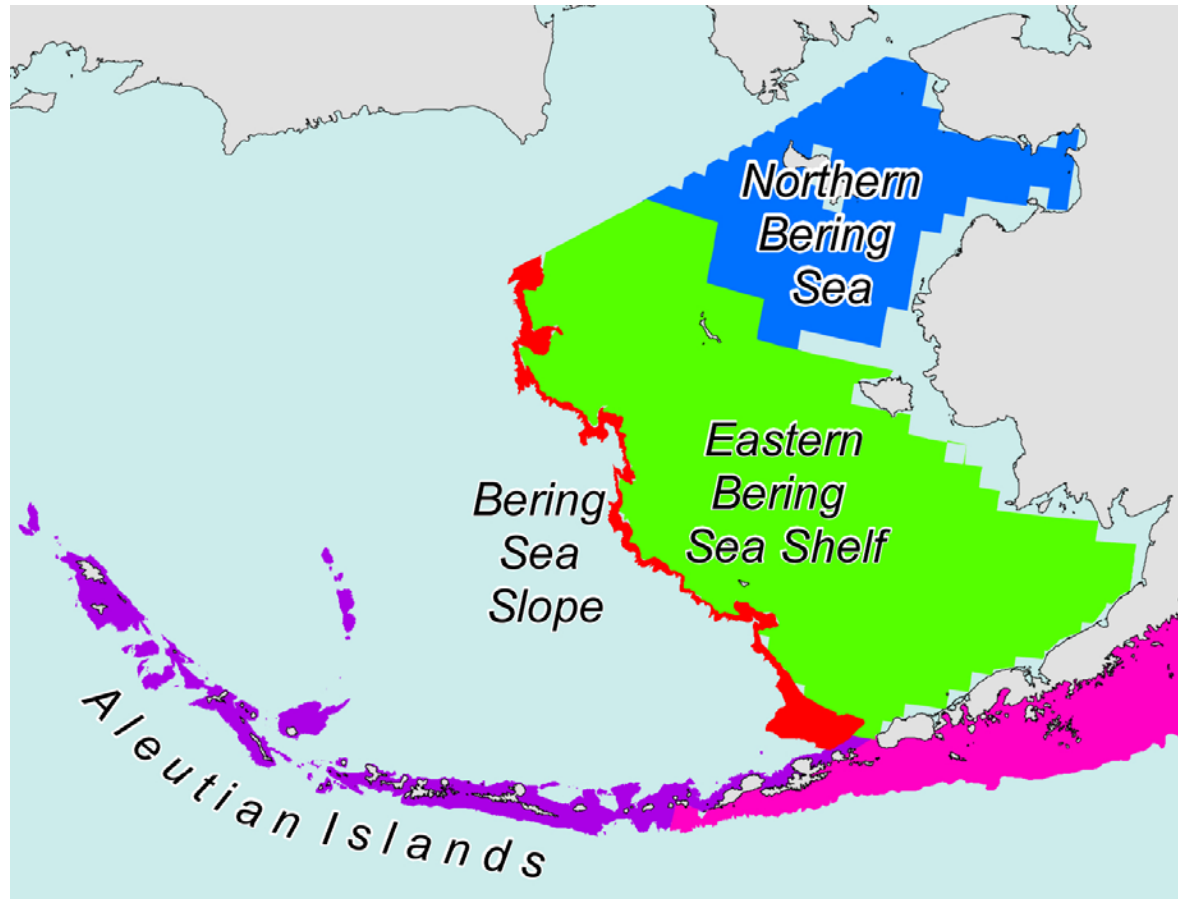 Northern
Bering
Sea
Eastern
Bering
Sea Shelf
Bering
Sea
Slope
Aleutian Islands